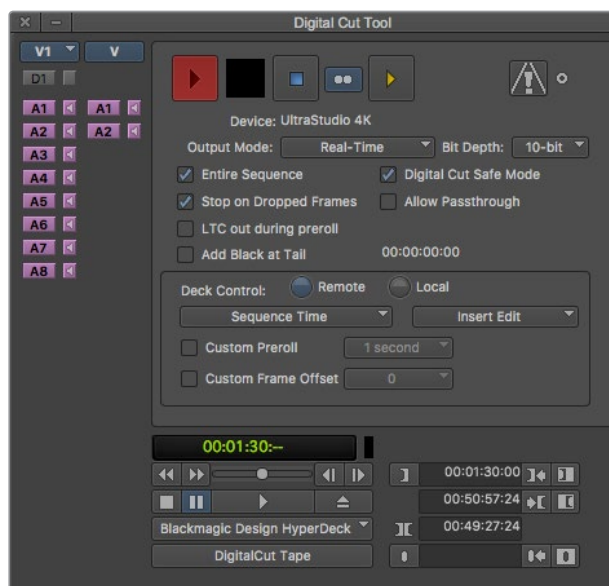 Digital Cut Tool
V1 V
D1
A1 A1
A2 A2
A3
A4
A5
A6
A7
A8
Device: UltraStudio 4K
Output Mode: Real-Time Bit Depth: 10-bit
Entire Sequence Digital Cut Safe Mode
Stop on Dropped Frames Allow Passthrough
LTC out during preroll
Add Black at Tail 00:00:00:00
Deck Control: Remote Local
Sequence Time Insert Edit
Custom Preroll 1 second
Custom Frame Offset 0
00:01:30:--
00:01:30:00
00:50:57:24
Blackmagic Design HyperDeck 00:49:27:24
DigitalCut Tape